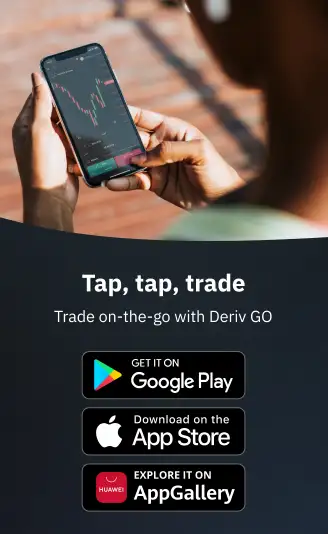 Tap, tap, trade
Trade on-the-go with Deriv GO
GET IT ON
Google Play
Download on the
App Store
HUAWEI
EXPLORE IT ON
AppGallery